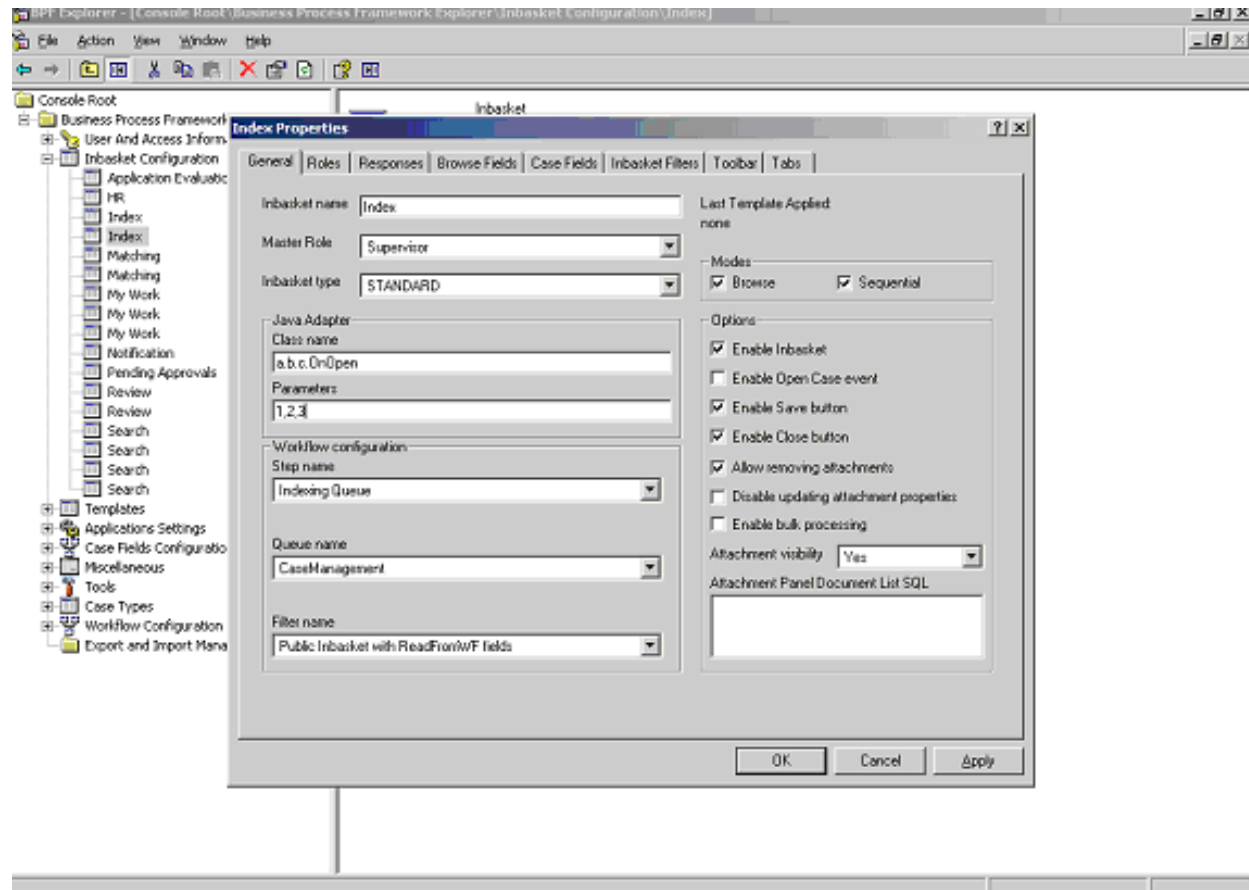 BPF Explorer - [Console Root\Business Process Framework Explorer\Inbasket Configuration\Index]
File Action View Window Help
Console Root
Business Process Framework
User And Access Inform
Inbasket Configuration
Application Evaluatic
HR
Index
Index
Matching
Matching
My Work
My Work
My Work
Notification
Pending Approvals
Review
Review
Search
Search
Search
Search
Templates
Applications Settings
Case Fields Configuratio
Miscellaneous
Tools
Case Types
Workflow Configuration
Export and Import Mana
Inbasket
Index Properties
General Roles Responses Browse Fields Case Fields Inbasket Filters Toolbar Tabs
Inbasket name Index
Master Role Supervisor
Inbasket type STANDARD
Java Adapter
Class name
a.b.c.OnOpen
Parameters
1,2,3
Workflow configuration
Step name
Indexing Queue
Queue name
CaseManagement
Filter name
Public Inbasket with ReadFromWF fields
Last Template Applied:
none
Modes
Browse Sequential
Options
Enable Inbasket
Enable Open Case event
Enable Save button
Enable Close button
Allow removing attachments
Disable updating attachment properties
Enable bulk processing
Attachment visibility Yes
Attachment Panel Document List SQL
OK Cancel Apply